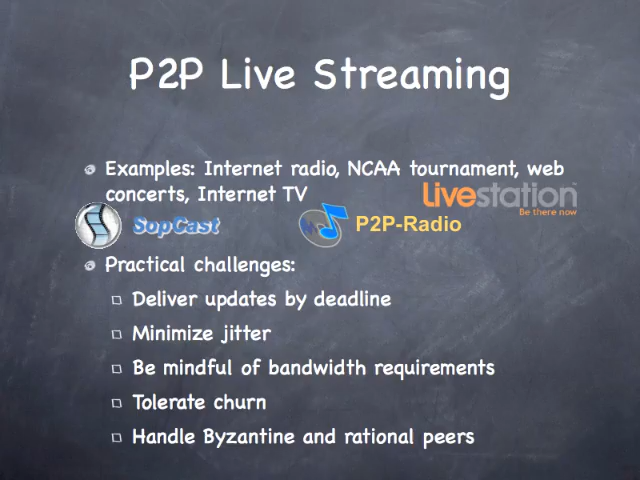 P2P Live Streaming
Examples: Internet radio, NCAA tournament, web
concerts, Internet TV
livestation
Be there now
SopCast
P2P-Radio
Practical challenges:
Deliver updates by deadline
Minimize jitter
Be mindful of bandwidth requirements
Tolerate churn
Handle Byzantine and rational peers